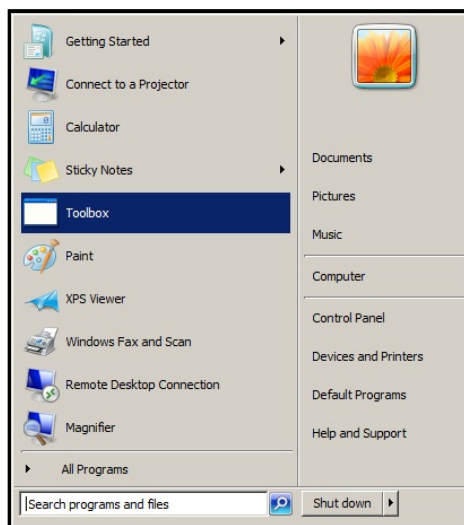 Getting Started
Connect to a Projector
Calculator
Sticky Notes
Toolbox
Paint
XPS Viewer
Windows Fax and Scan
Remote Desktop Connection
Magnifier
All Programs
Search programs and files
Documents
Pictures
Music
Computer
Control Panel
Devices and Printers
Default Programs
Help and Support
Shut down